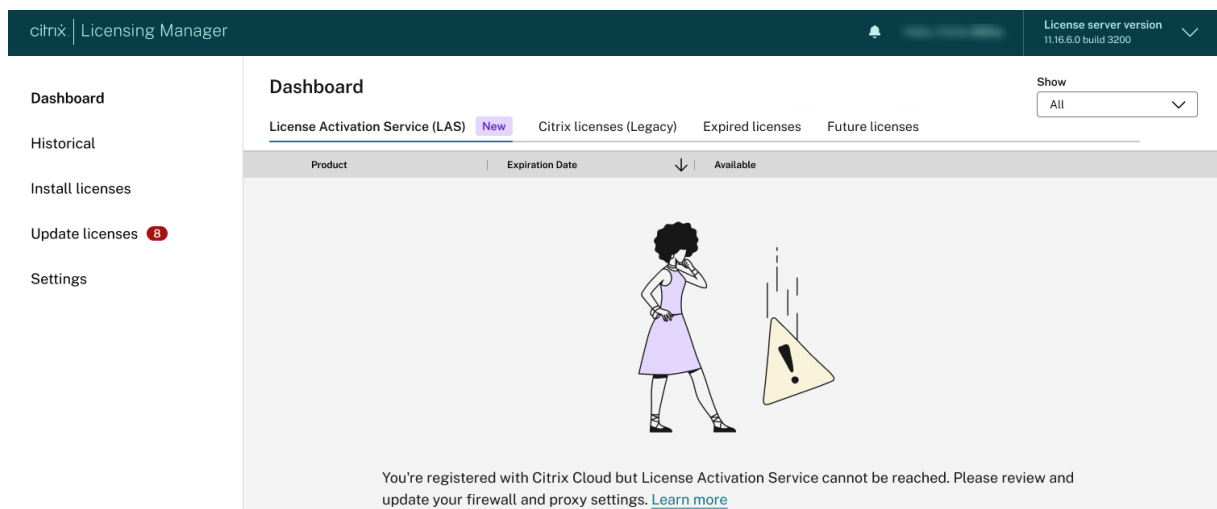 citrix | Licensing Manager
License server version
11.16.6.0 build 3200
Dashboard
Historical
Install licenses
Update licenses 8
Settings
Dashboard
Show
All
License Activation Service (LAS) New Citrix licenses (Legacy) Expired licenses Future licenses
Product Expiration Date Available
You're registered with Citrix Cloud but License Activation Service cannot be reached. Please review and
update your firewall and proxy settings. Learn more